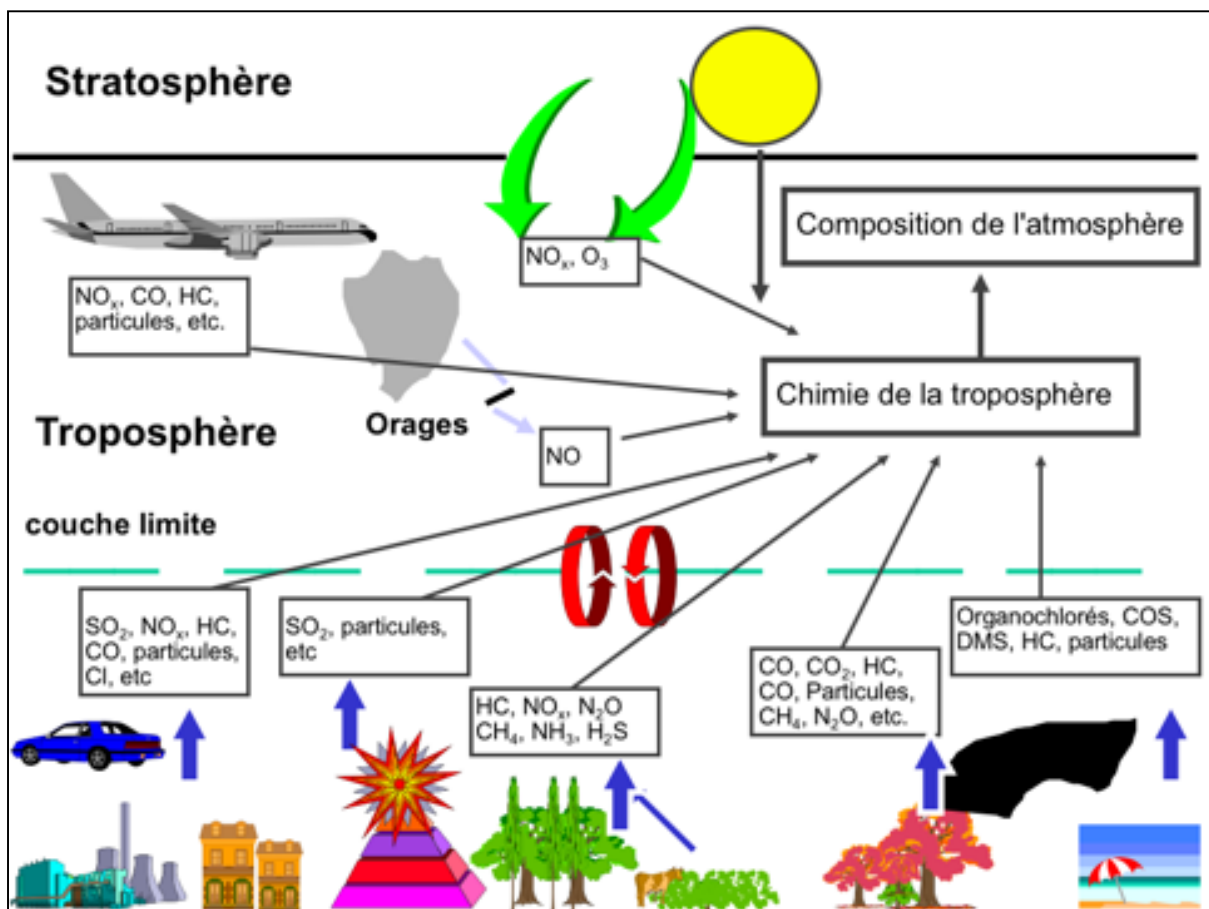 Stratosphère
Composition de l'atmosphère
NOₓ, O₃
NOₓ, CO, HC,
particules, etc.
Chimie de la troposphère
Orages
Troposphère
NO
couche limite
SO₂, NOₓ, HC,
CO, particules,
Cl, etc
SO₂, particules,
etc
HC, NOₓ, N₂O
CH₄, NH₃, H₂S
CO, CO₂, HC,
CO, Particules,
CH₄, N₂O, etc.
Organochlorés, COS,
DMS, HC, particules